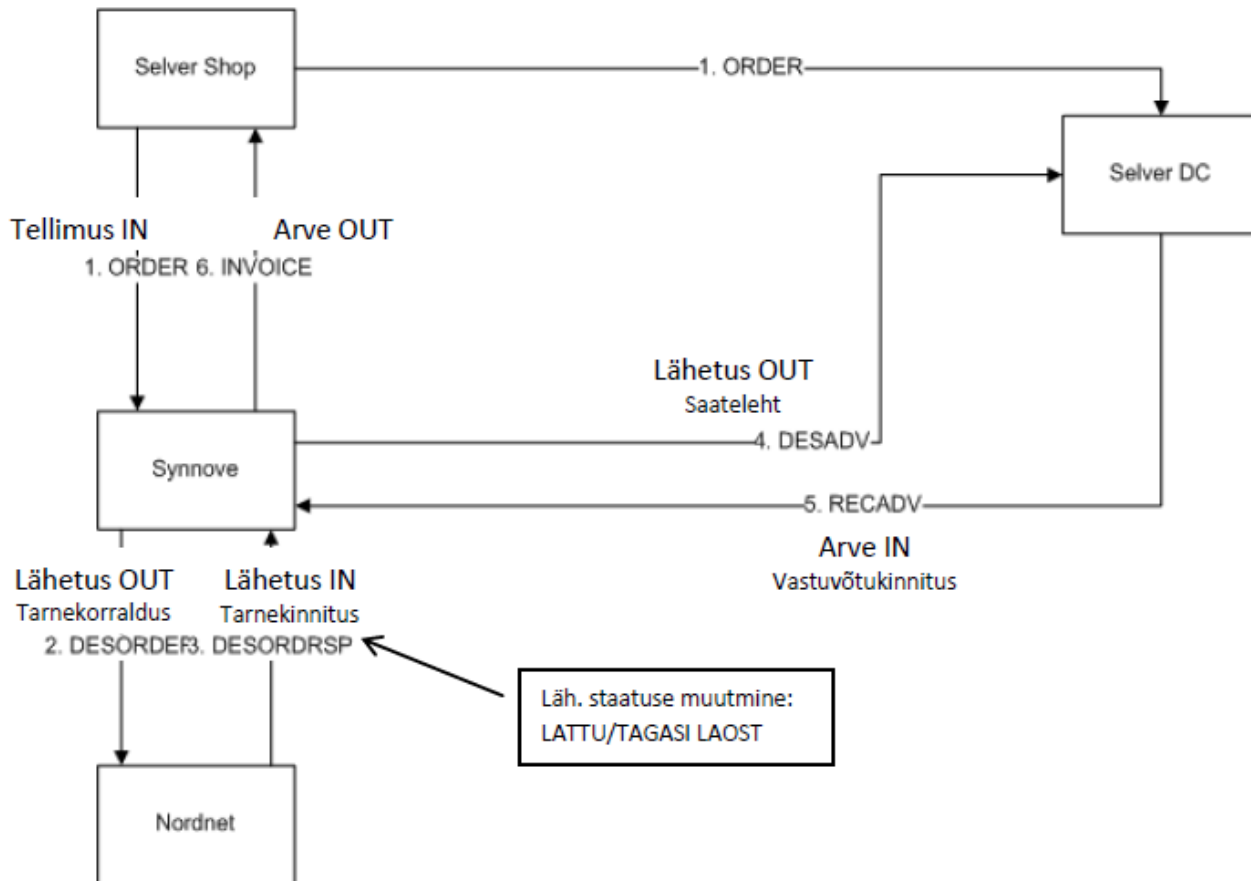 Selver Shop
1. ORDER
Selver DC
Tellimus IN
Arve OUT
1. ORDER
6. INVOICE
Lähetus OUT
Saateleht
4. DESADV
Synnove
5. RECADV
Arve IN
Vastuvõtukinnitus
Lähetus OUT
Tarnekorraldus
Lähetus IN
Tarnekinnitus
2. DESORDER
3. DESORDRSP
Läh. staatuse muutmine:
LATTU/TAGASI LAOST
Nordnet